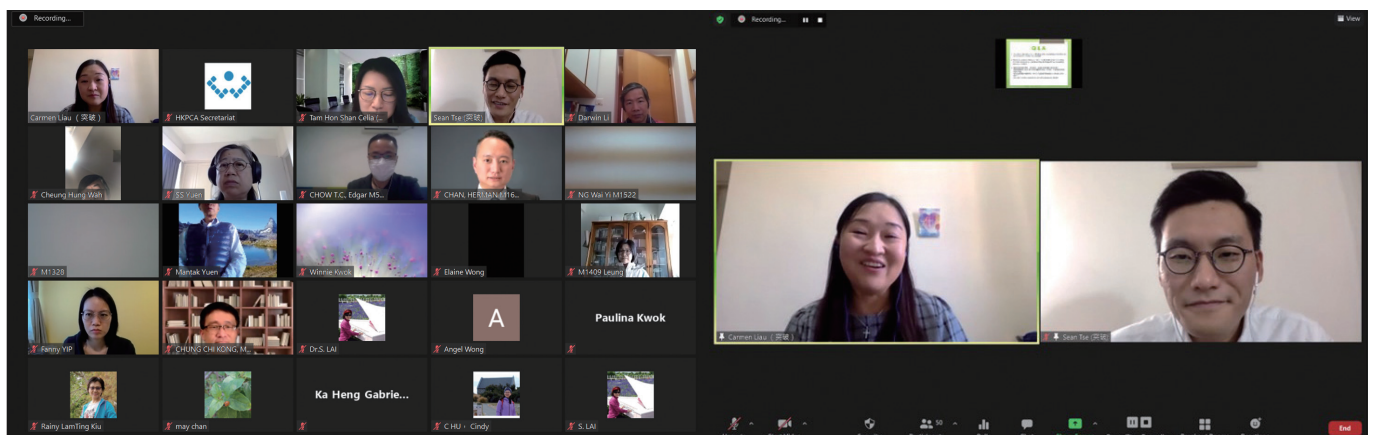 Recording...
Carmen Liau （突破）
HKPCA Secretariat
Tam Hon Shan Celia (...
Sean Tse (突破)
Darwin Li
Cheung Hung Wah
SS Yuen
CHOW T.C., Edgar M5...
CHAN, HERMAN M16...
NG Wai Yi M1522
M1328
Mantak Yuen
Winnie Kwok
Elaine Wong
M1409 Leung
Fanny YIP
CHUNG CHI KONG, M...
Dr.S. LAI
A
Angel Wong
Paulina Kwok
Rainy LamTing Kiu
may chan
Ka Heng Gabrie...
C HU， Cindy
S. LAI
Recording...
View
Q & A
Carmen Liau （突破）
Sean Tse (突破)
50
End